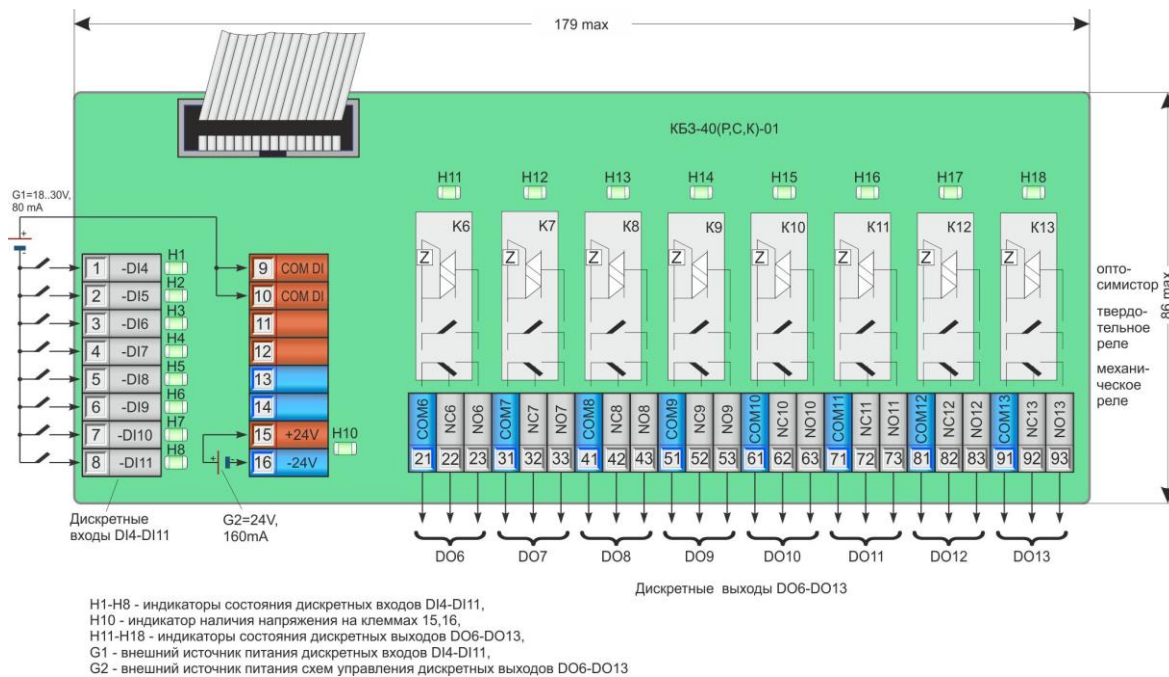 179 max
КБЗ-40(Р,С,К)-01
G1=18..30V,
80 mA
H11 H12 H13 H14 H15 H16 H17 H18
K6 K7 K8 K9 K10 K11 K12 K13
Z Z Z Z Z Z Z Z
+
1 -DI4 H1
2 -DI5 H2
3 -DI6 H3
4 -DI7 H4
5 -DI8 H5
6 -DI9 H6
7 -DI10 H7
8 -DI11 H8
9 COM DI
10 COM DI
11
12
13
14
15 +24V H10
16 -24V
+
опто-
симистор
твердо-
тельное
реле
механи-
ческое
реле
86 max
COM6 NC6 NO6 COM7 NC7 NO7 COM8 NC8 NO8 COM9 NC9 NO9 COM10 NC10 NO10 COM11 NC11 NO11 COM12 NC12 NO12 COM13 NC13 NO13
21 22 23 31 32 33 41 42 43 51 52 53 61 62 63 71 72 73 81 82 83 91 92 93
Дискретные
входы DI4-DI11
G2=24V,
160mA
DO6 DO7 DO8 DO9 DO10 DO11 DO12 DO13
Дискретные выходы DO6-DO13
H1-H8 - индикаторы состояния дискретных входов DI4-DI11,
H10 - индикатор наличия напряжения на клеммах 15,16,
H11-H18 - индикаторы состояния дискретных выходов DO6-DO13,
G1 - внешний источник питания дискретных входов DI4-DI11,
G2 - внешний источник питания схем управления дискретных выходов DO6-DO13